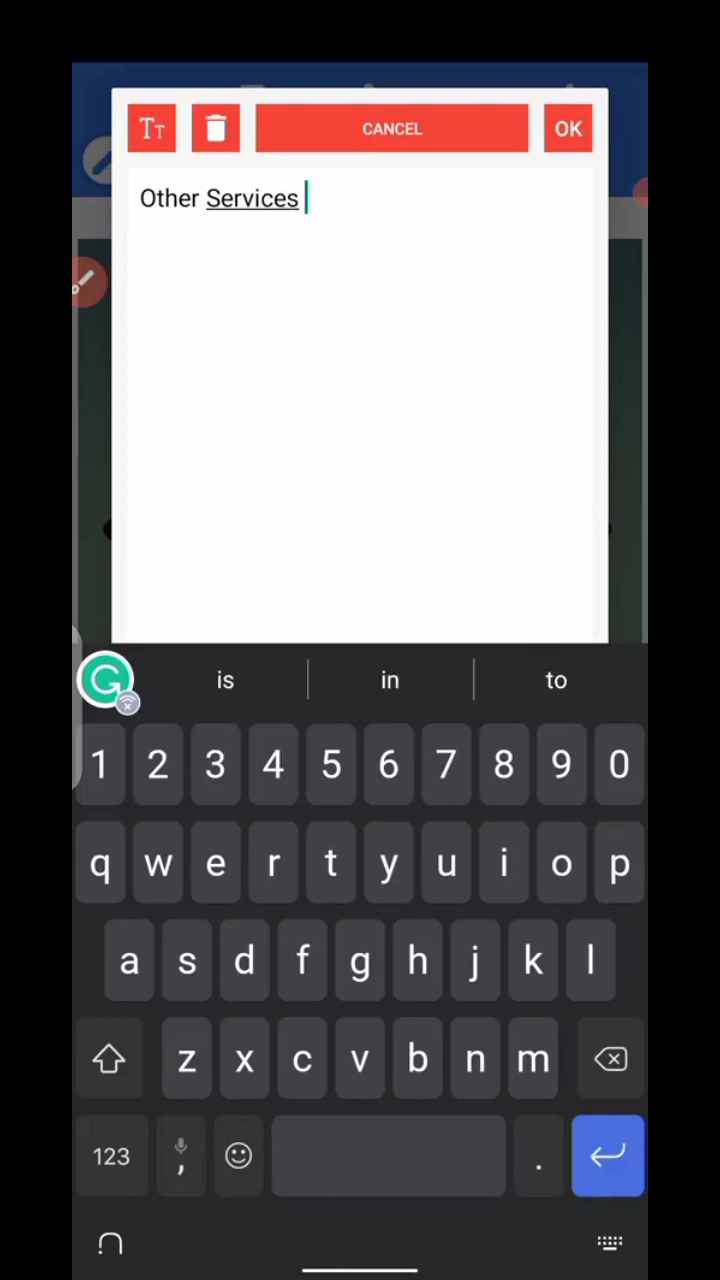 Tт
CANCEL
OK
Other Services
is
in
to
1 2 3 4 5 6 7 8 9 0
q w e r t y u i o p
a s d f g h j k l
z x c v b n m
123 , .